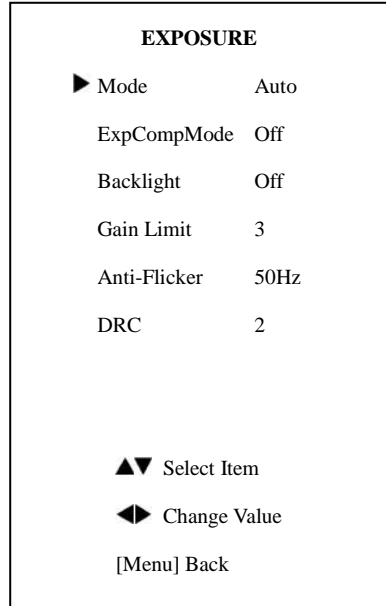 EXPOSURE
Mode Auto
ExpCompMode Off
Backlight Off
Gain Limit 3
Anti-Flicker 50Hz
DRC 2
Select Item
Change Value
[Menu] Back